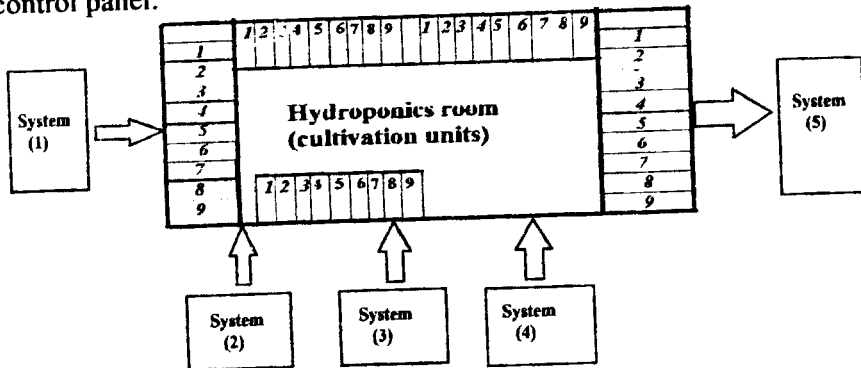 control panel.
1 2 3 4 5 6 7 8 9 1 2 3 4 5 6 7 8 9
1
2
3
4
5
6
7
8
9
Hydroponics room
(cultivation units)
1 2 3 4 5 6 7 8 9
1
2
3
4
5
6
7
8
9
System
(1)
System
(5)
System
(2)
System
(3)
System
(4)